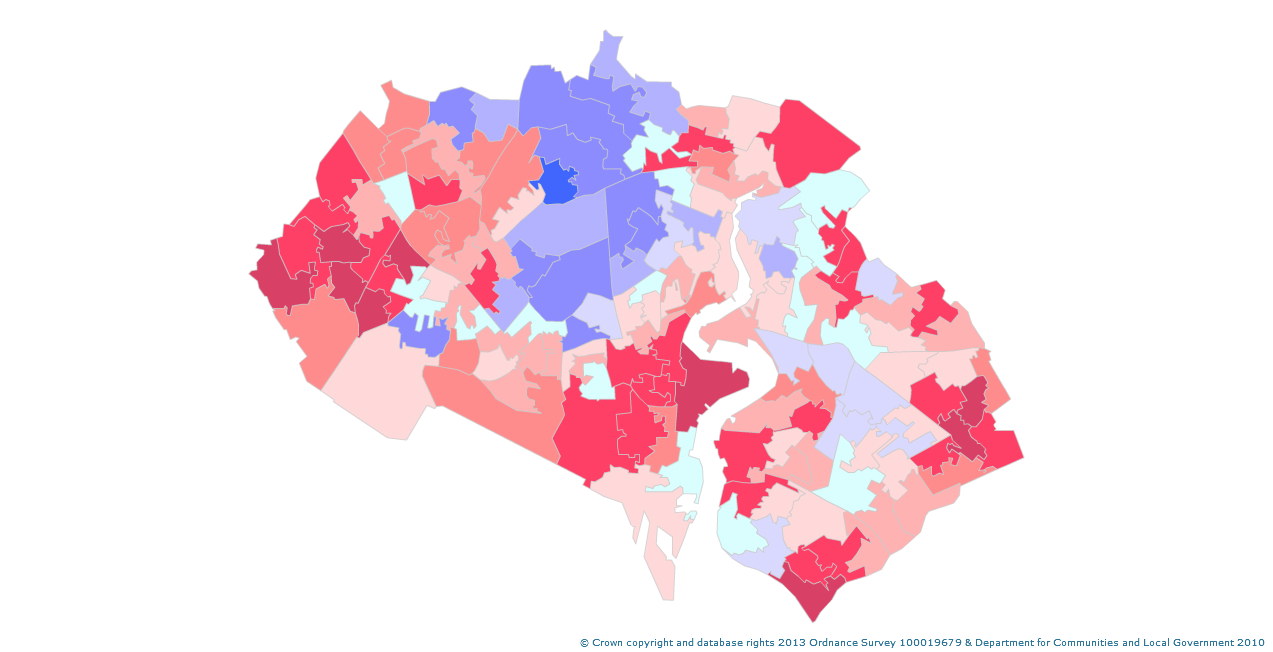 © Crown copyright and database rights 2013 Ordnance Survey 100019679 & Department for Communities and Local Government 2010